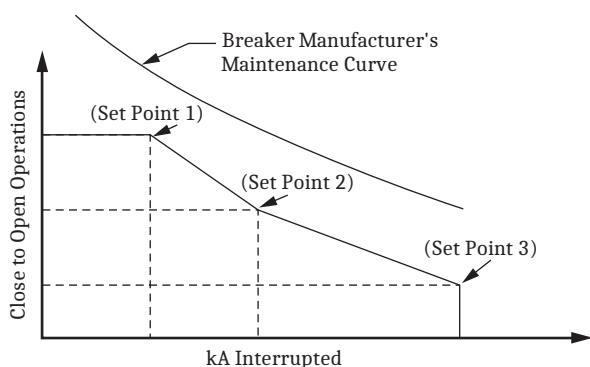 Breaker Manufacturer's
Maintenance Curve
(Set Point 1)
(Set Point 2)
(Set Point 3)
Close to Open Operations
kA Interrupted